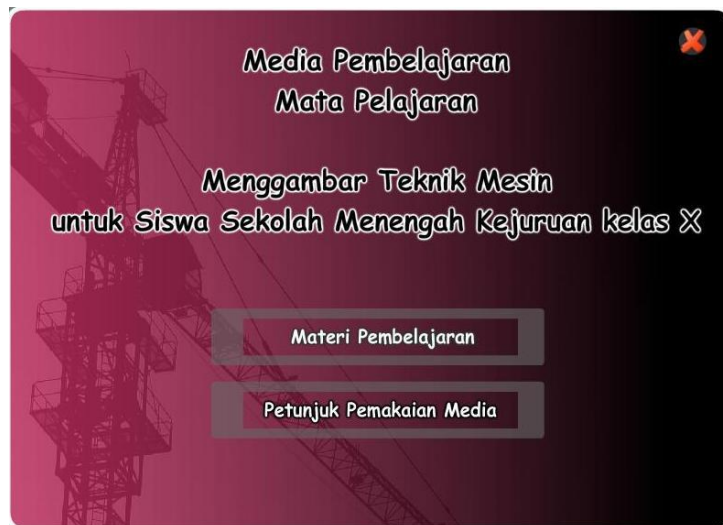 Media Pembelajaran
Mata Pelajaran
Menggambar Teknik Mesin
untuk Siswa Sekolah Menengah Kejuruan kelas X
Materi Pembelajaran
Petunjuk Pemakaian Media